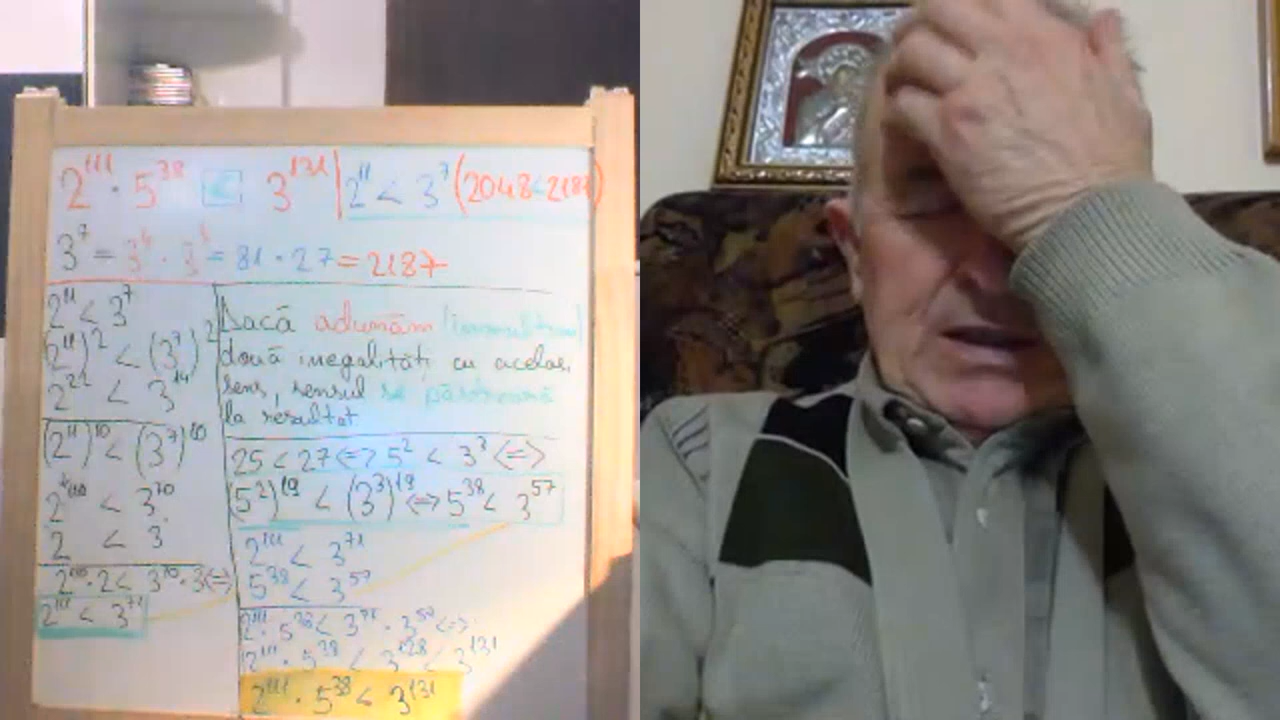 2¹¹¹ · 5³⁸ < 3¹³¹ | 2¹¹ < 3⁷ (2048 < 2187)
3⁷ = 3⁴ · 3³ = 81 · 27 = 2187
2¹¹ < 3⁷
(2¹¹)² < (3⁷)²
2²² < 3¹⁴
(2¹¹)¹⁰ < (3⁷)¹⁰
2¹¹⁰ < 3⁷⁰
2 < 3
2¹¹⁰ · 2 < 3⁷⁰ · 3 <=>
2¹¹¹ < 3⁷¹
Dacă adunăm (înmulțim)
două inegalități cu același
sens, sensul se păstrează
la rezultat
25 < 27 <=> 5² < 3³ <=>
(5²)¹⁹ < (3³)¹⁹ <=> 5³⁸ < 3⁵⁷
2¹¹¹ < 3⁷¹
5³⁸ < 3⁵⁷
2¹¹¹ · 5³⁸ < 3⁷¹ · 3⁵⁷ <=>
2¹¹¹ · 5³⁸ < 3¹²⁸ < 3¹³¹
2¹¹¹ · 5³⁸ < 3¹³¹